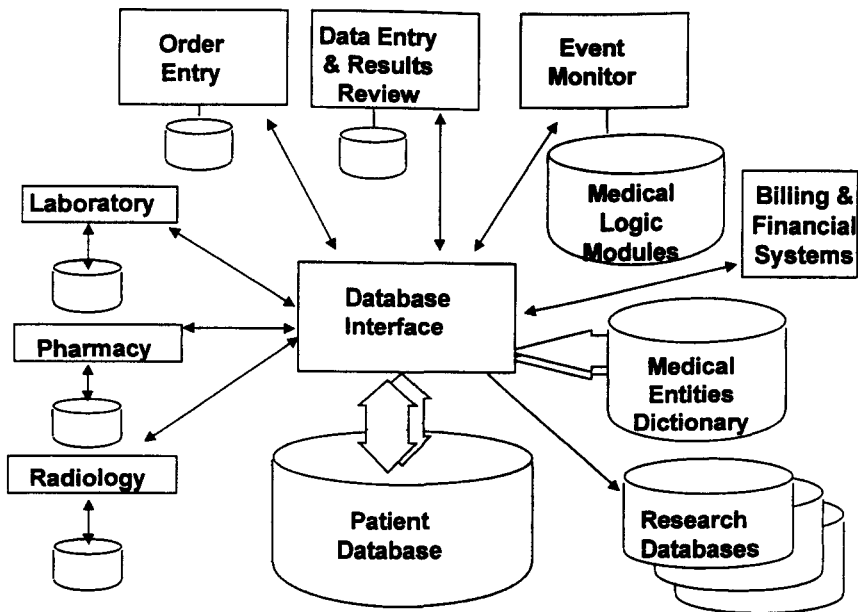 Order
Entry
Data Entry
& Results
Review
Event
Monitor
Laboratory
Medical
Logic
Modules
Billing &
Financial
Systems
Database
Interface
Pharmacy
Medical
Entities
Dictionary
Radiology
Patient
Database
Research
Databases